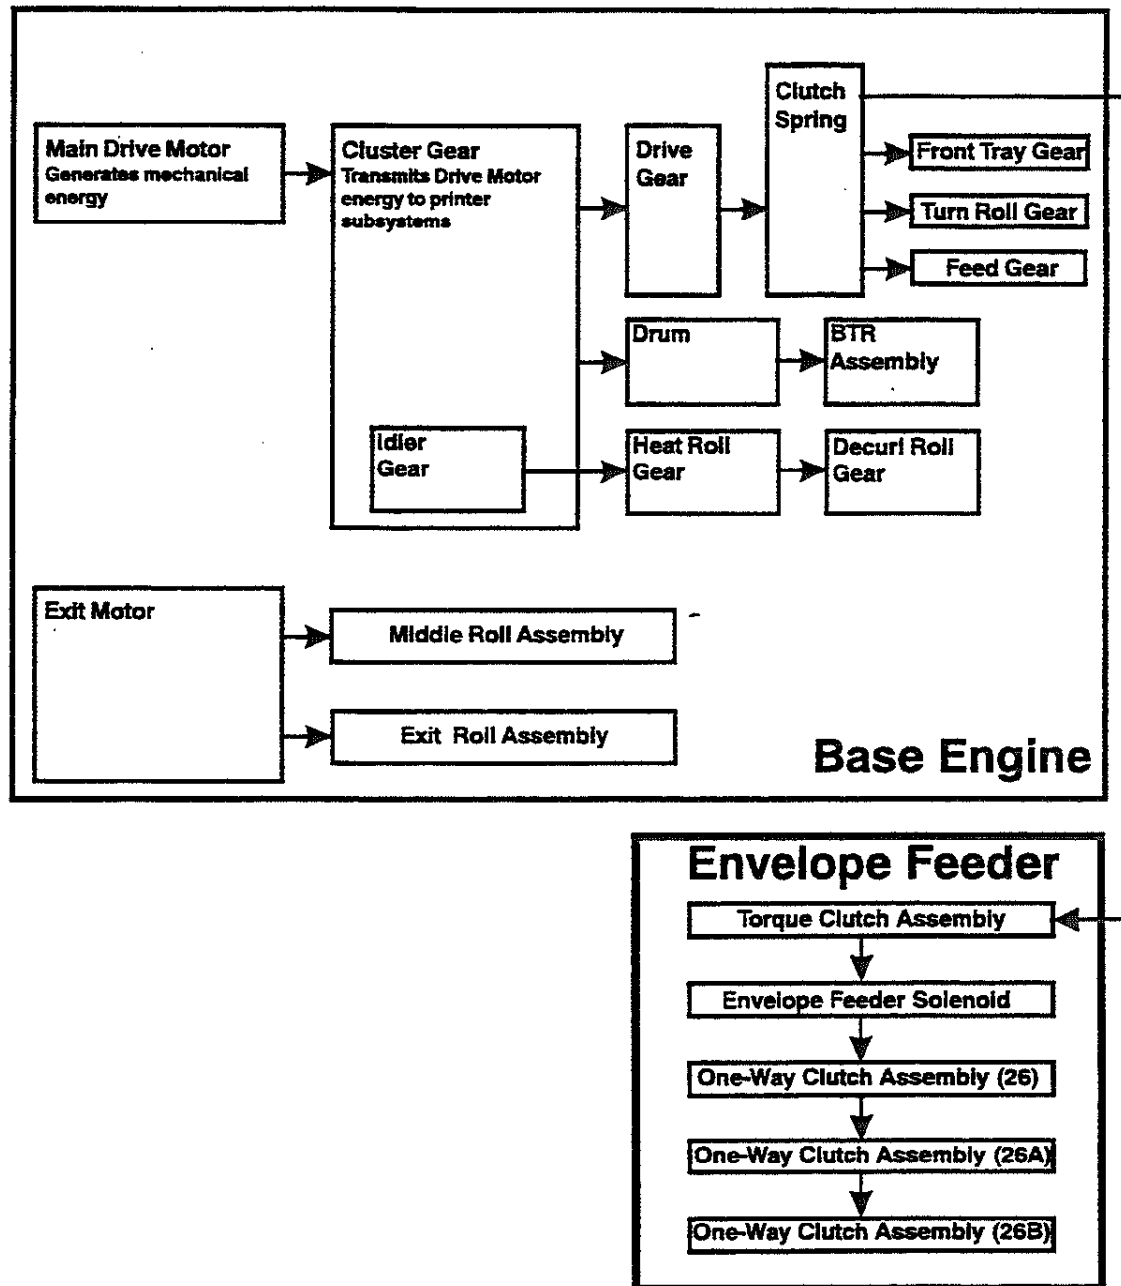 Main Drive Motor
Generates mechanical
energy
Cluster Gear
Transmits Drive Motor
energy to printer
subsystems
Idler
Gear
Drive
Gear
Clutch
Spring
Front Tray Gear
Turn Roll Gear
Feed Gear
Drum
BTR
Assembly
Heat Roll
Gear
Decurl Roll
Gear
Exit Motor
Middle Roll Assembly
Exit Roll Assembly
Base Engine
Envelope Feeder
Torque Clutch Assembly
Envelope Feeder Solenoid
One-Way Clutch Assembly (26)
One-Way Clutch Assembly (26A)
One-Way Clutch Assembly (26B)